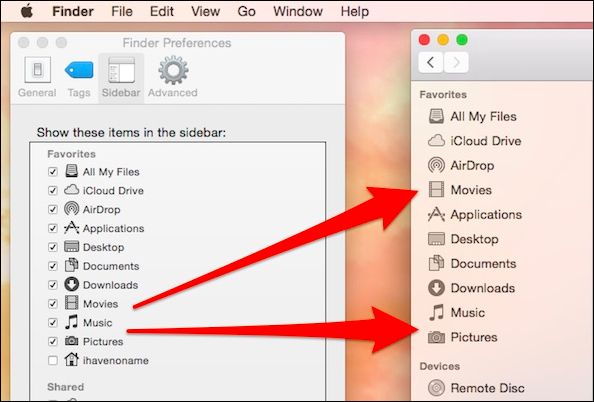 Finder File Edit View Go Window Help
Finder Preferences
General Tags Sidebar Advanced
Show these items in the sidebar:
Favorites
All My Files
iCloud Drive
AirDrop
Applications
Desktop
Documents
Downloads
Movies
Music
Pictures
ihavenoname
Shared
Favorites
All My Files
iCloud Drive
AirDrop
Movies
Applications
Desktop
Documents
Downloads
Music
Pictures
Devices
Remote Disc